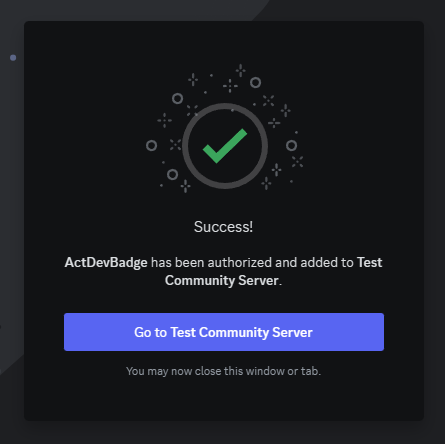 Success!
ActDevBadge has been authorized and added to Test
Community Server.
Go to Test Community Server
You may now close this window or tab.